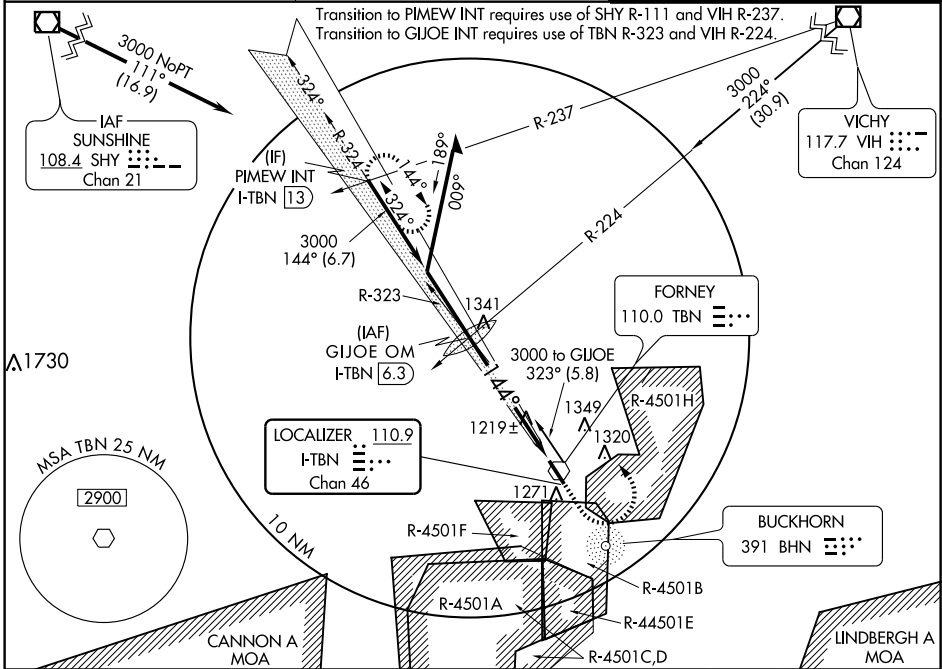 Transition to PIMEW INT requires use of SHY R-111 and VIH R-237.
Transition to GIJOE INT requires use of TBN R-323 and VIH R-224.
3000 NoPT
111°
(16.9)
IAF
SUNSHINE
108.4 SHY
Chan 21
3000
224°
(30.9)
VICHY
117.7 VIH
Chan 124
R-237
R-224
324°
R-324
(IF)
PIMEW INT
I-TBN 13
144°
324°
189°
009°
3000
144° (6.7)
R-323
1341
(IAF)
GIJOE OM
I-TBN 6.3
FORNEY
110.0 TBN
3000 to GIJOE
323° (5.8)
144°
1730
1219±
1349
1320
R-4501H
LOCALIZER 110.9
I-TBN
Chan 46
1271
MSA TBN 25 NM
2900
10 NM
R-4501F
BUCKHORN
391 BHN
R-4501B
R-4501A
R-44501E
R-4501C,D
CANNON A
MOA
LINDBERGH A
MOA